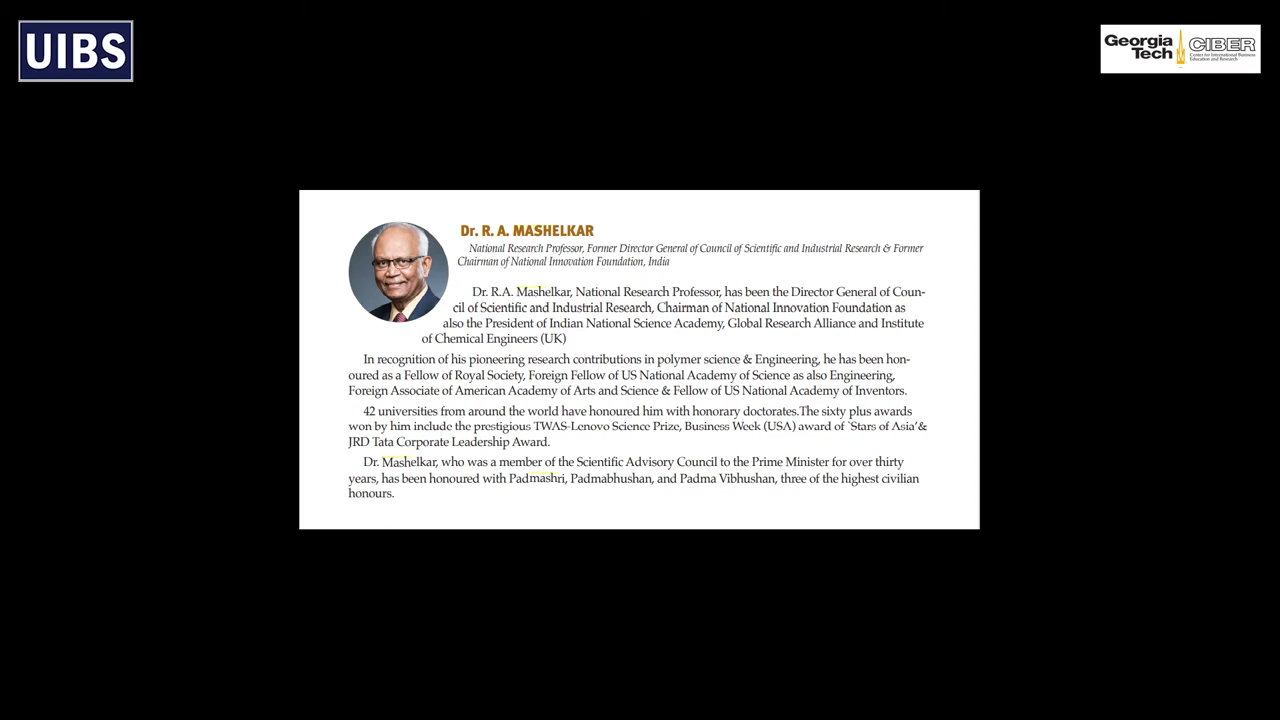 UIBS
Georgia
Tech
CIBER
Center for International Business
Education and Research
Dr. R. A. MASHELKAR
National Research Professor, Former Director General of Council of Scientific and Industrial Research & Former
Chairman of National Innovation Foundation, India
Dr. R.A. Mashelkar, National Research Professor, has been the Director General of Coun-
cil of Scientific and Industrial Research, Chairman of National Innovation Foundation as
also the President of Indian National Science Academy, Global Research Alliance and Institute
of Chemical Engineers (UK)
In recognition of his pioneering research contributions in polymer science & Engineering, he has been hon-
oured as a Fellow of Royal Society, Foreign Fellow of US National Academy of Science as also Engineering,
Foreign Associate of American Academy of Arts and Science & Fellow of US National Academy of Inventors.
42 universities from around the world have honoured him with honorary doctorates.The sixty plus awards
won by him include the prestigious TWAS-Lenovo Science Prize, Business Week (USA) award of `Stars of Asia'&
JRD Tata Corporate Leadership Award.
Dr. Mashelkar, who was a member of the Scientific Advisory Council to the Prime Minister for over thirty
years, has been honoured with Padmashri, Padmabhushan, and Padma Vibhushan, three of the highest civilian
honours.